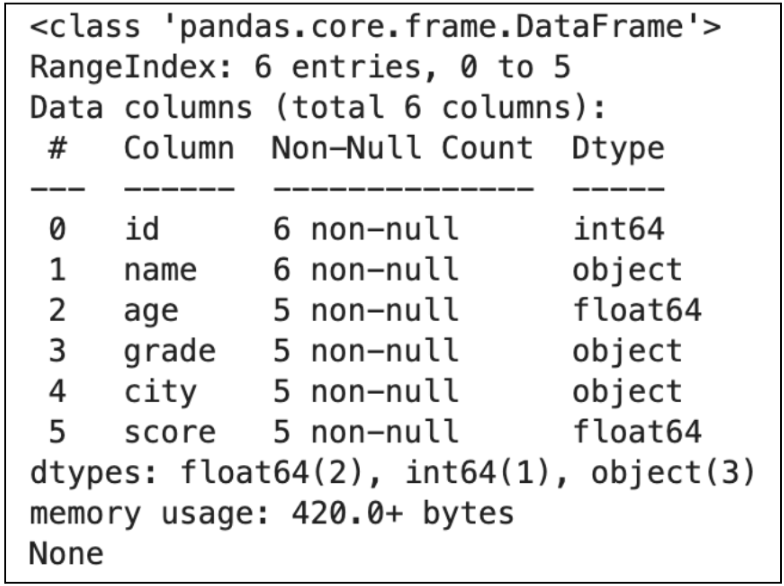 <class 'pandas.core.frame.DataFrame'>
RangeIndex: 6 entries, 0 to 5
Data columns (total 6 columns):
 #   Column  Non-Null Count  Dtype
---  ------  --------------  -----
 0   id      6 non-null      int64
 1   name    6 non-null      object
 2   age     5 non-null      float64
 3   grade   5 non-null      object
 4   city    5 non-null      object
 5   score   5 non-null      float64
dtypes: float64(2), int64(1), object(3)
memory usage: 420.0+ bytes
None